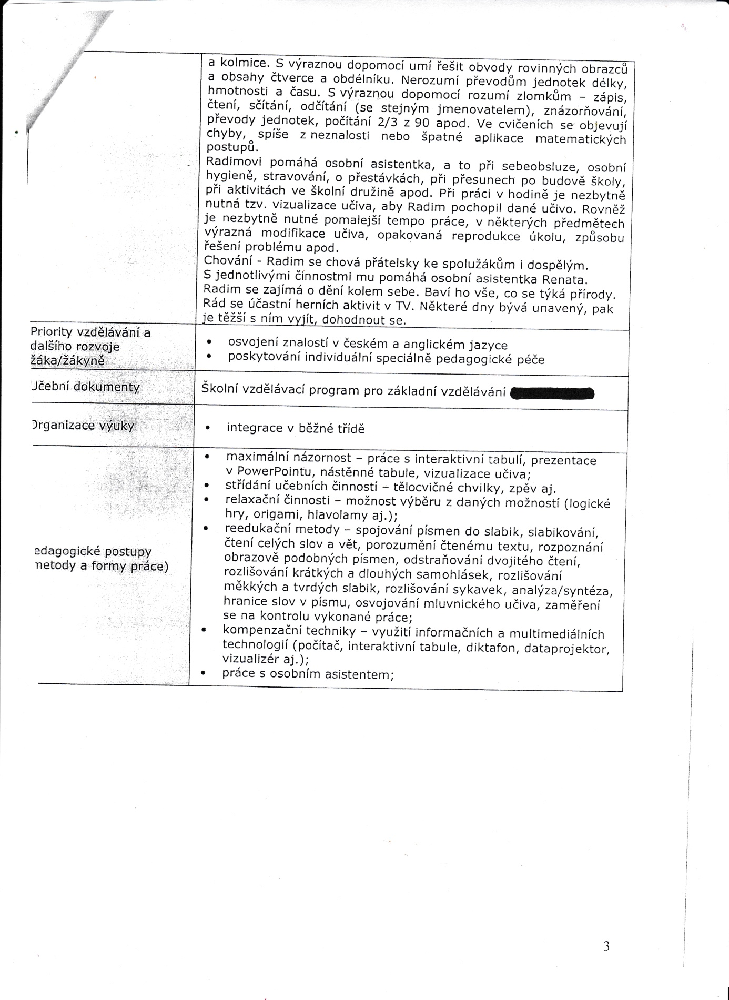 a kolmice. S výraznou dopomocí umí řešit obvody rovinných obrazců
a obsahy čtverce a obdélníku. Nerozumí převodům jednotek délky,
hmotnosti a času. S výraznou dopomocí rozumí zlomkům – zápis,
čtení, sčítání, odčítání (se stejným jmenovatelem), znázorňování,
převody jednotek, počítání 2/3 z 90 apod. Ve cvičeních se objevují
chyby, spíše z neznalosti nebo špatné aplikace matematických
postupů.
Radimovi pomáhá osobní asistentka, a to při sebeobsluze, osobní
hygieně, stravování, o přestávkách, při přesunech po budově školy,
při aktivitách ve školní družině apod. Při práci v hodině je nezbytně
nutná tzv. vizualizace učiva, aby Radim pochopil dané učivo. Rovněž
je nezbytně nutné pomalejší tempo práce, v některých předmětech
výrazná modifikace učiva, opakovaná reprodukce úkolu, způsobu
řešení problému apod.
Chování - Radim se chová přátelsky ke spolužákům i dospělým.
S jednotlivými činnostmi mu pomáhá osobní asistentka Renata.
Radim se zajímá o dění kolem sebe. Baví ho vše, co se týká přírody.
Rád se účastní herních aktivit v TV. Některé dny bývá unavený, pak
je těžší s ním vyjít, dohodnout se.
Priority vzdělávání a
dalšího rozvoje
žáka/žákyně
• osvojení znalostí v českém a anglickém jazyce
• poskytování individuální speciálně pedagogické péče
Učební dokumenty
Školní vzdělávací program pro základní vzdělávání
Organizace výuky
• integrace v běžné třídě
edagogické postupy
metody a formy práce)
• maximální názornost – práce s interaktivní tabulí, prezentace
v PowerPointu, nástěnné tabule, vizualizace učiva;
• střídání učebních činností – tělocvičné chvilky, zpěv aj.
• relaxační činnosti – možnost výběru z daných možností (logické
hry, origami, hlavolamy aj.);
• reedukační metody – spojování písmen do slabik, slabikování,
čtení celých slov a vět, porozumění čtenému textu, rozpoznání
obrazově podobných písmen, odstraňování dvojitého čtení,
rozlišování krátkých a dlouhých samohlásek, rozlišování
měkkých a tvrdých slabik, rozlišování sykavek, analýza/syntéza,
hranice slov v písmu, osvojování mluvnického učiva, zaměření
se na kontrolu vykonané práce;
• kompenzační techniky – využití informačních a multimediálních
technologií (počítač, interaktivní tabule, diktafon, dataprojektor,
vizualizér aj.);
• práce s osobním asistentem;
3